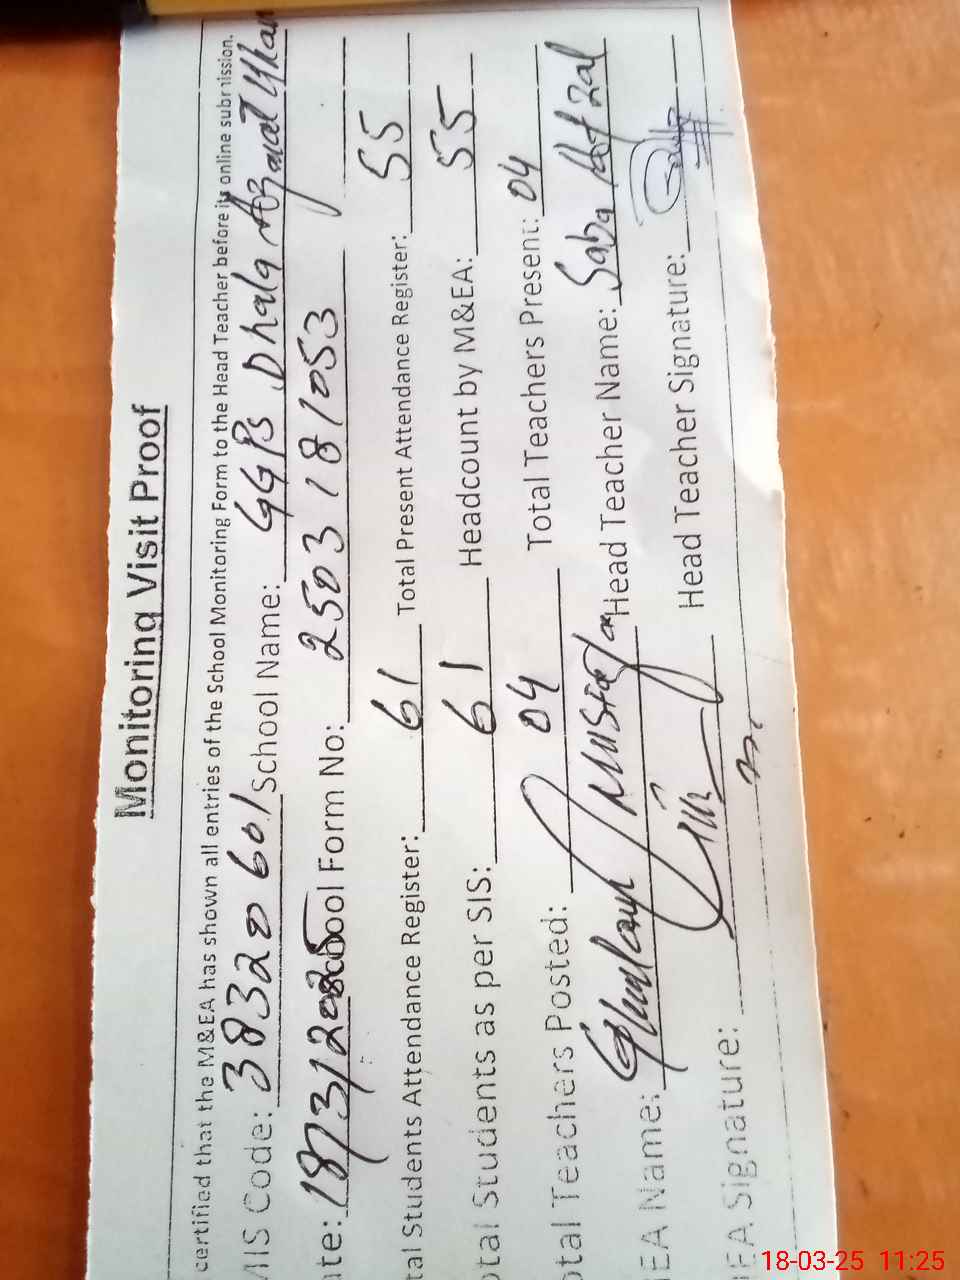 Monitoring Visit Proof
certified that the M&EA has shown all entries of the School Monitoring Form to the Head Teacher before its online submission.
MIS Code: 38320601 School Name: GGPS Dhala Azmat Khan
ate: 18/3/2025 School Form No: 2503181053
tal Students Attendance Register: 61 Total Present Attendance Register: 55
otal Students as per SIS: 61 Headcount by M&EA: 55
otal Teachers Posted: 04 Total Teachers Present: 04
EA Name: Ghulam Mustafa Head Teacher Name: Saba Afzal
EA Signature: Head Teacher Signature:
18-03-25 11:25